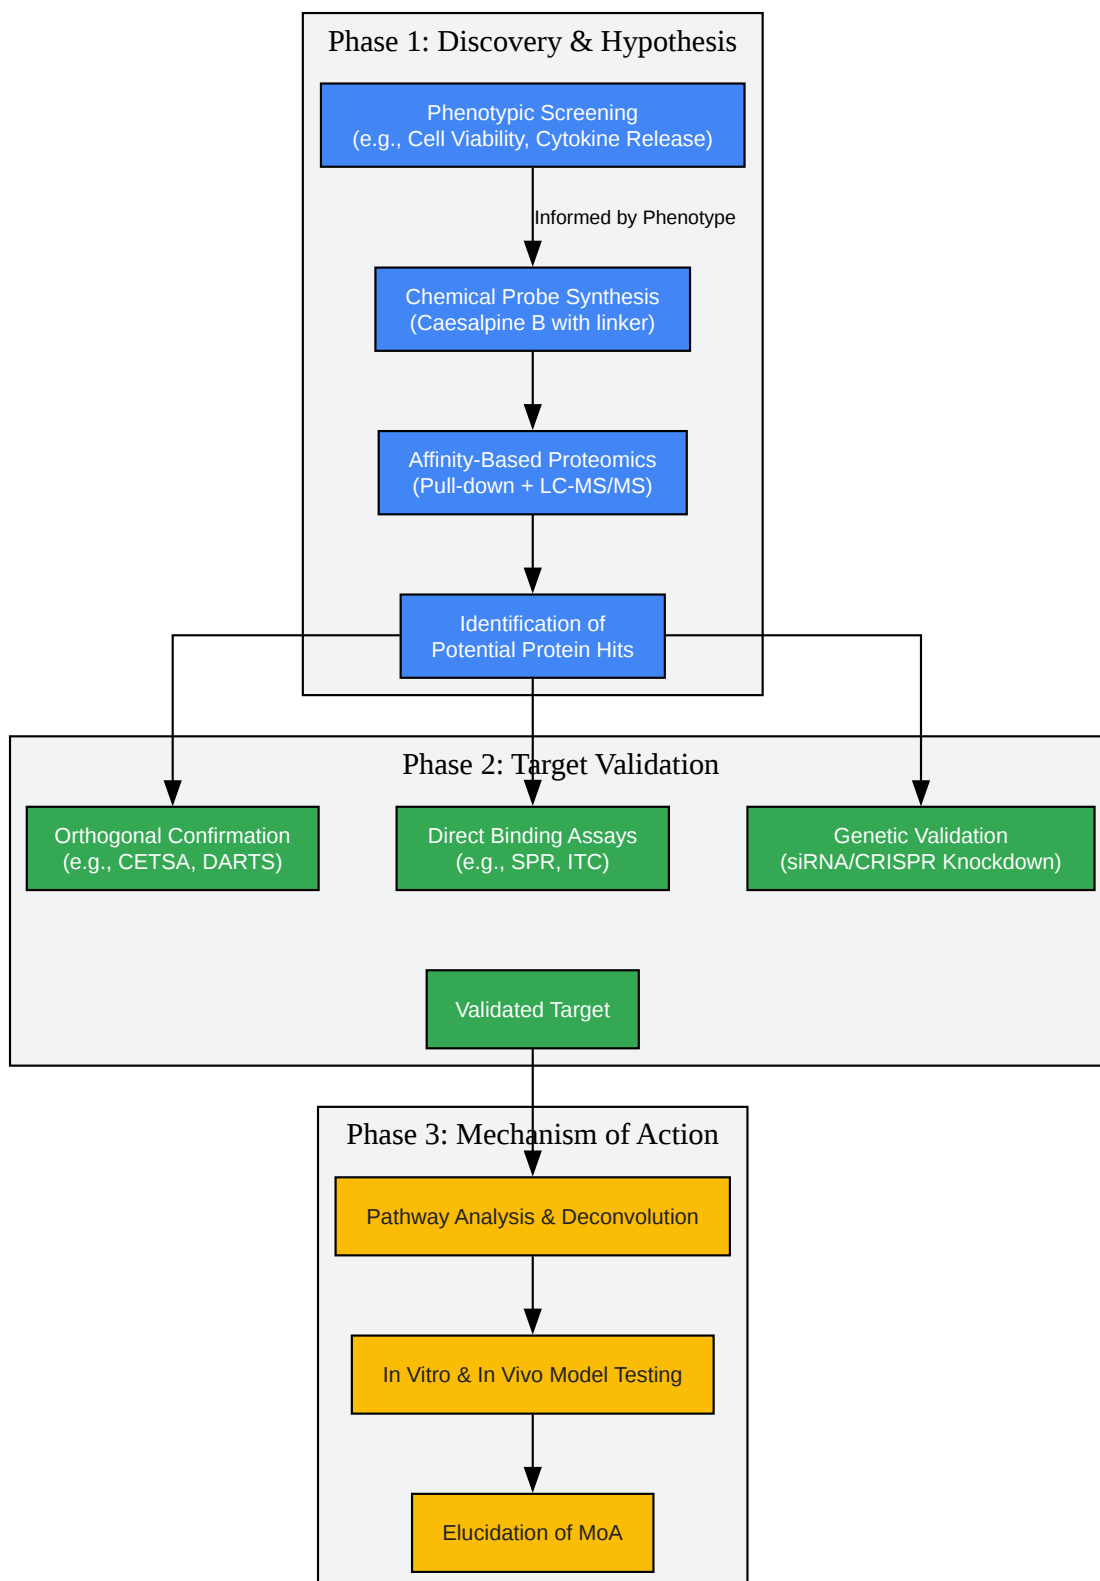 Phase 1: Discovery & Hypothesis
Phenotypic Screening
(e.g., Cell Viability, Cytokine Release)
Informed by Phenotype
Chemical Probe Synthesis
(Caesalpine B with linker)
Affinity-Based Proteomics
(Pull-down + LC-MS/MS)
Identification of
Potential Protein Hits
Phase 2: Target Validation
Orthogonal Confirmation
(e.g., CETSA, DARTS)
Direct Binding Assays
(e.g., SPR, ITC)
Genetic Validation
(siRNA/CRISPR Knockdown)
Validated Target
Phase 3: Mechanism of Action
Pathway Analysis & Deconvolution
In Vitro & In Vivo Model Testing
Elucidation of MoA